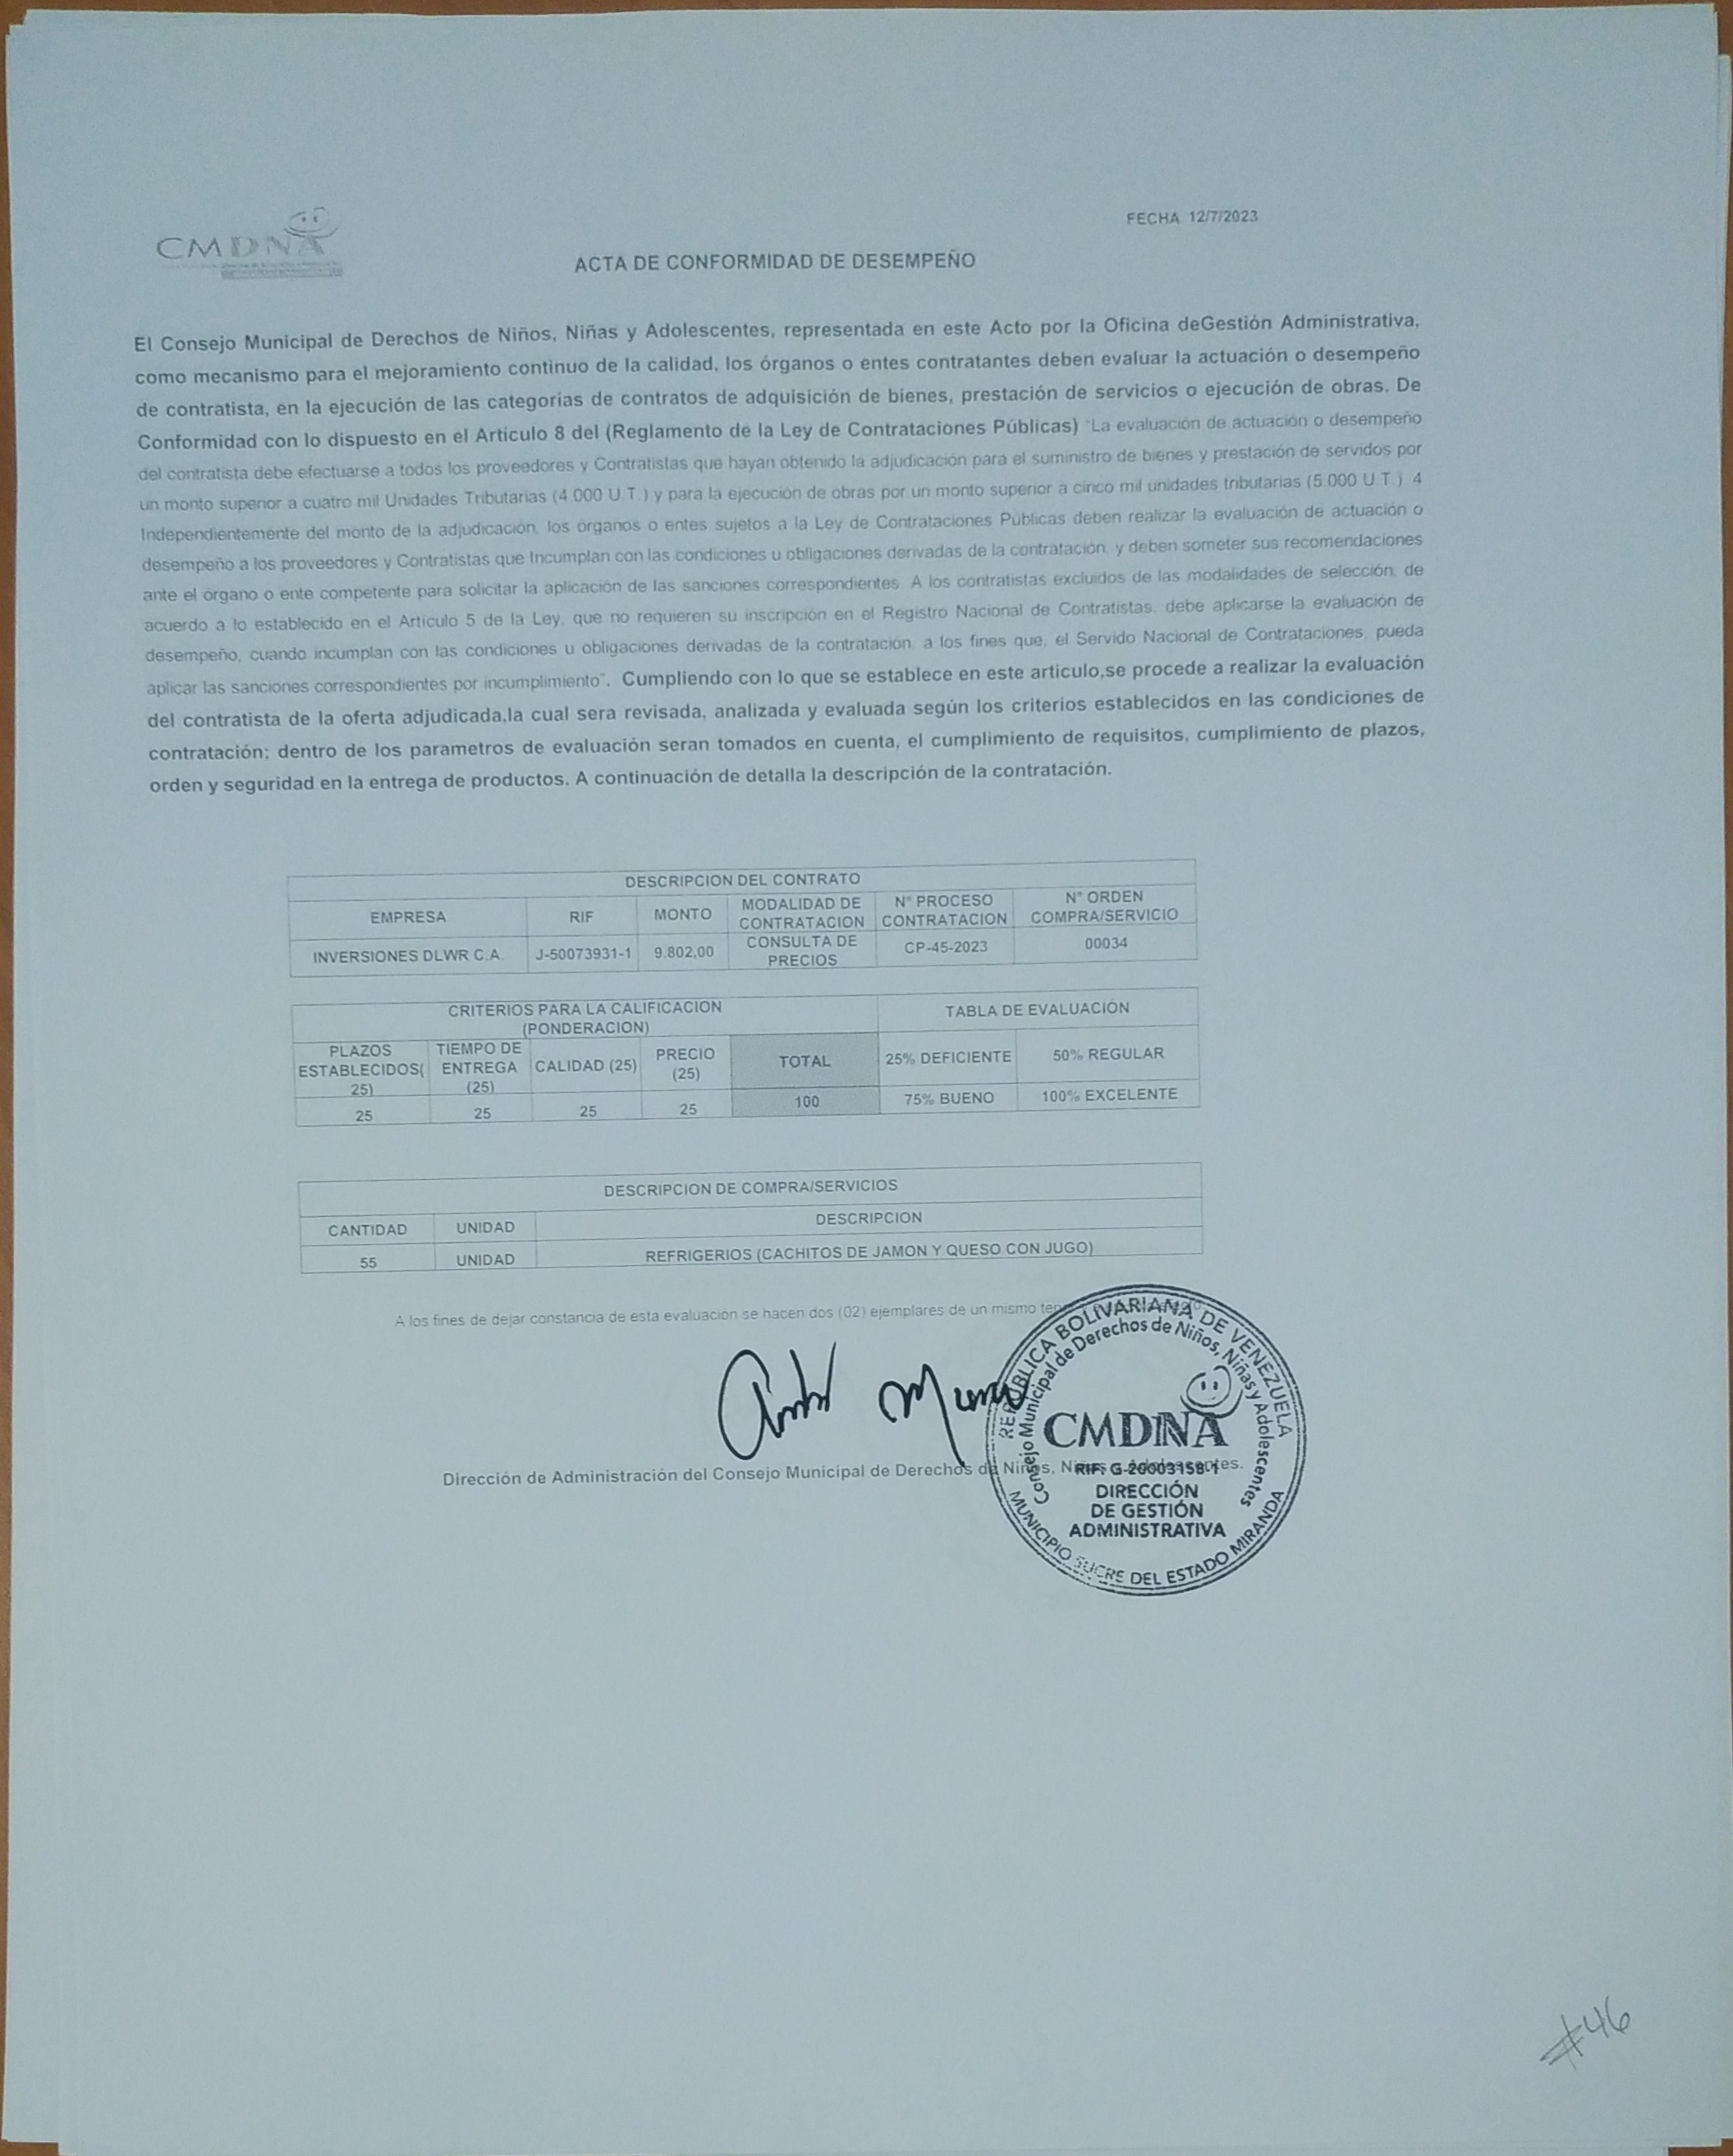 CMDNA
FECHA 12/7/2023
ACTA DE CONFORMIDAD DE DESEMPEÑO
El Consejo Municipal de Derechos de Niños, Niñas y Adolescentes, representada en este Acto por la Oficina deGestión Administrativa,
como mecanismo para el mejoramiento continuo de la calidad, los órganos o entes contratantes deben evaluar la actuación o desempeño
de contratista, en la ejecución de las categorias de contratos de adquisición de bienes, prestación de servicios o ejecución de obras. De
Conformidad con lo dispuesto en el Artículo 8 del (Reglamento de la Ley de Contrataciones Públicas) "La evaluación de actuación o desempeño
del contratista debe efectuarse a todos los proveedores y Contratistas que hayan obtenido la adjudicación para el suministro de bienes y prestación de servidos por
un monto superior a cuatro mil Unidades Tributarias (4.000 U.T.) y para la ejecución de obras por un monto superior a cinco mil unidades tributarias (5.000 U.T.). 4
Independientemente del monto de la adjudicación, los órganos o entes sujetos a la Ley de Contrataciones Públicas deben realizar la evaluación de actuación o
desempeño a los proveedores y Contratistas que Incumplan con las condiciones u obligaciones derivadas de la contratación, y deben someter sus recomendaciones
ante el órgano o ente competente para solicitar la aplicación de las sanciones correspondientes. A los contratistas excluidos de las modalidades de selección, de
acuerdo a lo establecido en el Articulo 5 de la Ley, que no requieren su inscripción en el Registro Nacional de Contratistas, debe aplicarse la evaluación de
desempeño, cuando incumplan con las condiciones u obligaciones derivadas de la contratación, a los fines que, el Servido Nacional de Contrataciones, pueda
aplicar las sanciones correspondientes por incumplimiento". Cumpliendo con lo que se establece en este articulo,se procede a realizar la evaluación
del contratista de la oferta adjudicada,la cual sera revisada, analizada y evaluada según los criterios establecidos en las condiciones de
contratación; dentro de los parametros de evaluación seran tomados en cuenta, el cumplimiento de requisitos, cumplimiento de plazos,
orden y seguridad en la entrega de productos. A continuación de detalla la descripción de la contratación.
DESCRIPCION DEL CONTRATO
EMPRESA RIF MONTO MODALIDAD DE CONTRATACION N° PROCESO CONTRATACION N° ORDEN COMPRA/SERVICIO
INVERSIONES DLWR C.A. J-50073931-1 9.802,00 CONSULTA DE PRECIOS CP-45-2023 00034
CRITERIOS PARA LA CALIFICACION (PONDERACION) TABLA DE EVALUACIÓN
PLAZOS ESTABLECIDOS( 25) TIEMPO DE ENTREGA (25) CALIDAD (25) PRECIO (25) TOTAL 25% DEFICIENTE 50% REGULAR
25 25 25 25 100 75% BUENO 100% EXCELENTE
DESCRIPCION DE COMPRA/SERVICIOS
CANTIDAD UNIDAD DESCRIPCION
55 UNIDAD REFRIGERIOS (CACHITOS DE JAMON Y QUESO CON JUGO)
A los fines de dejar constancia de esta evaluación se hacen dos (02) ejemplares de un mismo
Dirección de Administración del Consejo Municipal de Derechos de Niños,
REPÚBLICA BOLIVARIANA DE VENEZUELA
Consejo Municipal de Derechos de Niños, Niñas y Adolescentes
CMDNA
RIF: G-20003158-1
DIRECCIÓN
DE GESTIÓN
ADMINISTRATIVA
MUNICIPIO SUCRE DEL ESTADO MIRANDA
#46